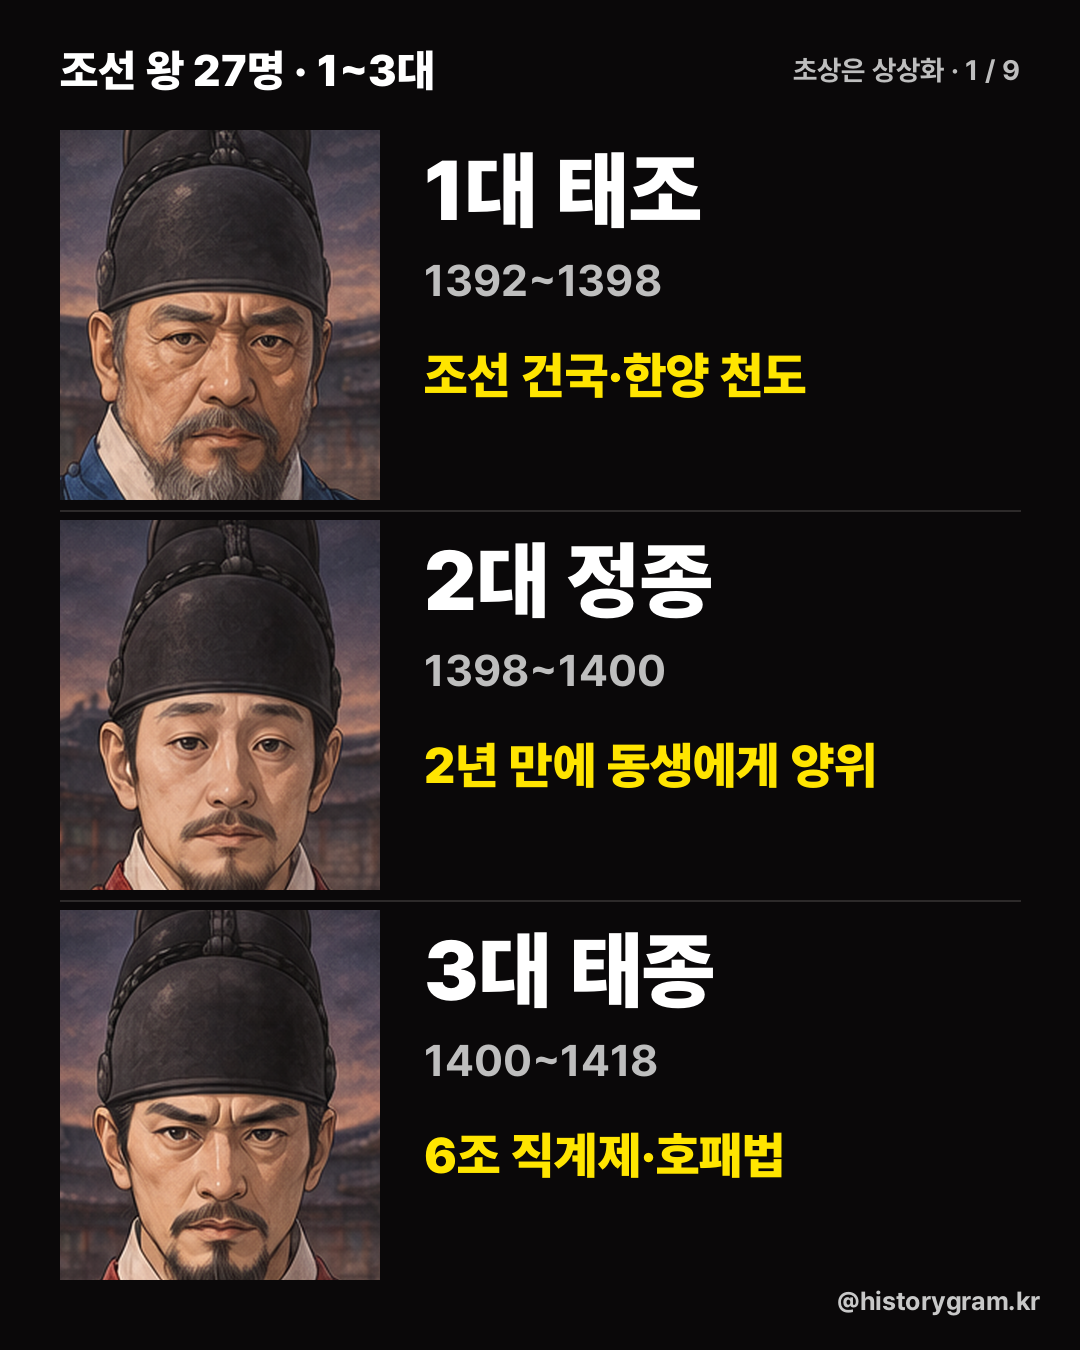 조선 왕 27명 · 1~3대
초상은 상상화 · 1 / 9
1대 태조
1392~1398
조선 건국·한양 천도
2대 정종
1398~1400
2년 만에 동생에게 양위
3대 태종
1400~1418
6조 직계제·호패법
@historygram.kr